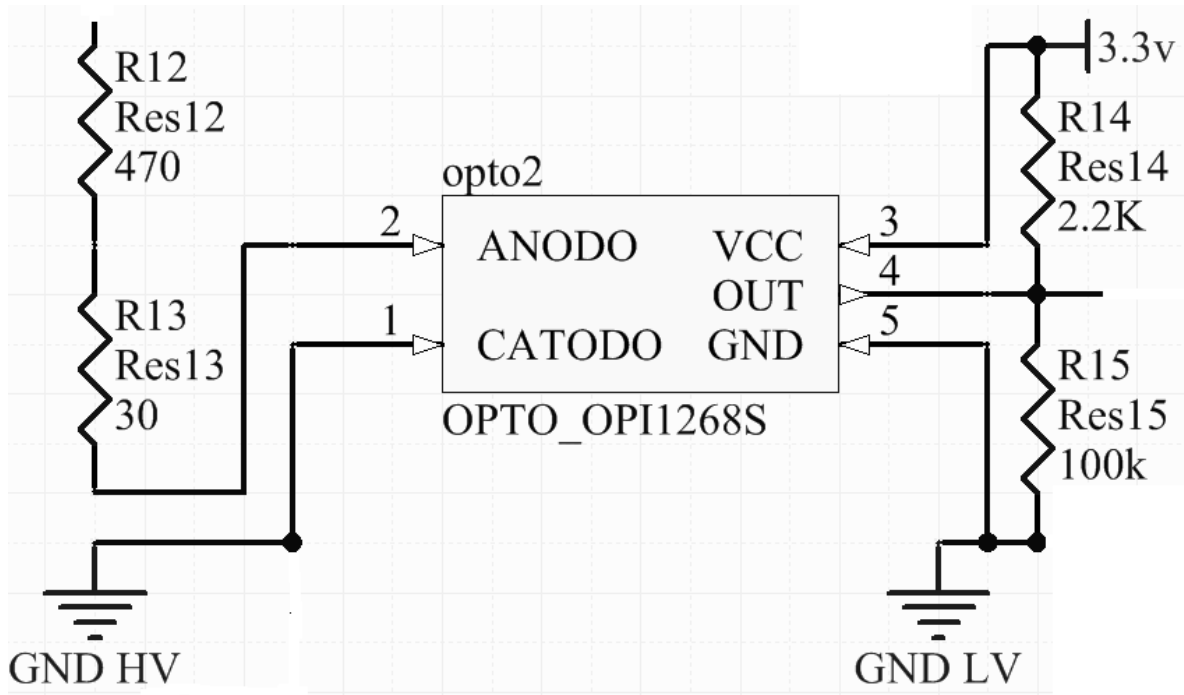 R12
Res12
470
R13
Res13
30
GND HV
opto2
2
ANODO
1
CATODO
VCC
3
OUT
4
GND
5
OPTO_OPI1268S
3.3v
R14
Res14
2.2K
R15
Res15
100k
GND LV